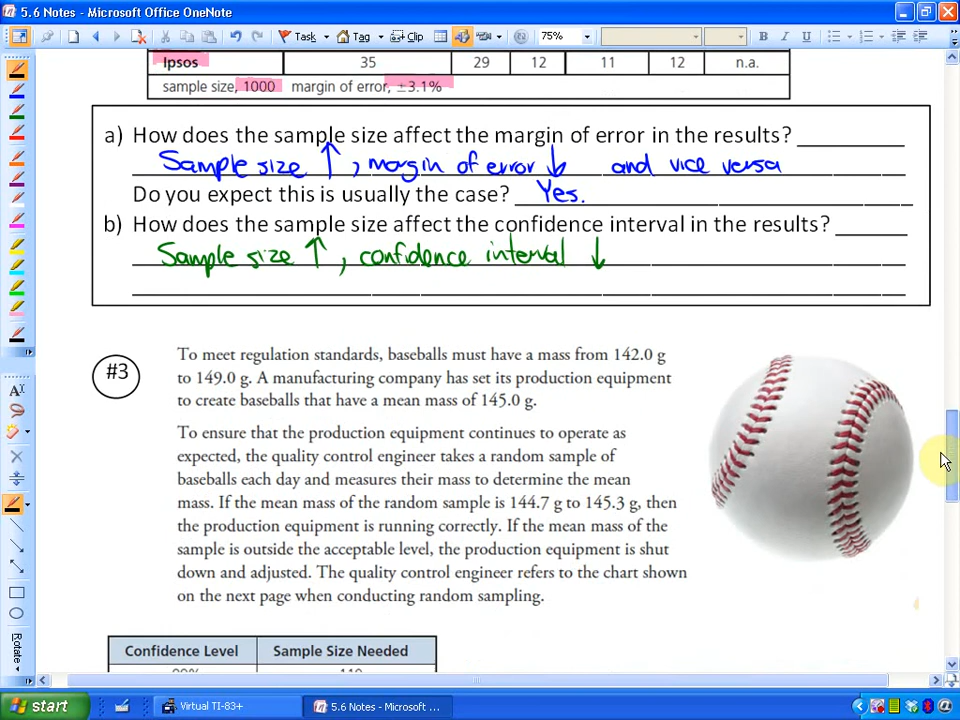 5.6 Notes - Microsoft Office OneNote
Task Tag Clip 75% B I U
Ipsos 35 29 12 11 12 n.a.
sample size, 1000 margin of error, ±3.1%
a) How does the sample size affect the margin of error in the results?
Sample size ↑, margin of error ↓ and vice versa
Do you expect this is usually the case? Yes.
b) How does the sample size affect the confidence interval in the results?
Sample size ↑, confidence interval ↓
#3
To meet regulation standards, baseballs must have a mass from 142.0 g
to 149.0 g. A manufacturing company has set its production equipment
to create baseballs that have a mean mass of 145.0 g.
To ensure that the production equipment continues to operate as
expected, the quality control engineer takes a random sample of
baseballs each day and measures their mass to determine the mean
mass. If the mean mass of the random sample is 144.7 g to 145.3 g, then
the production equipment is running correctly. If the mean mass of the
sample is outside the acceptable level, the production equipment is shut
down and adjusted. The quality control engineer refers to the chart shown
on the next page when conducting random sampling.
Confidence Level Sample Size Needed
Rotate
start Virtual TI-83+ 5.6 Notes - Microsoft ...